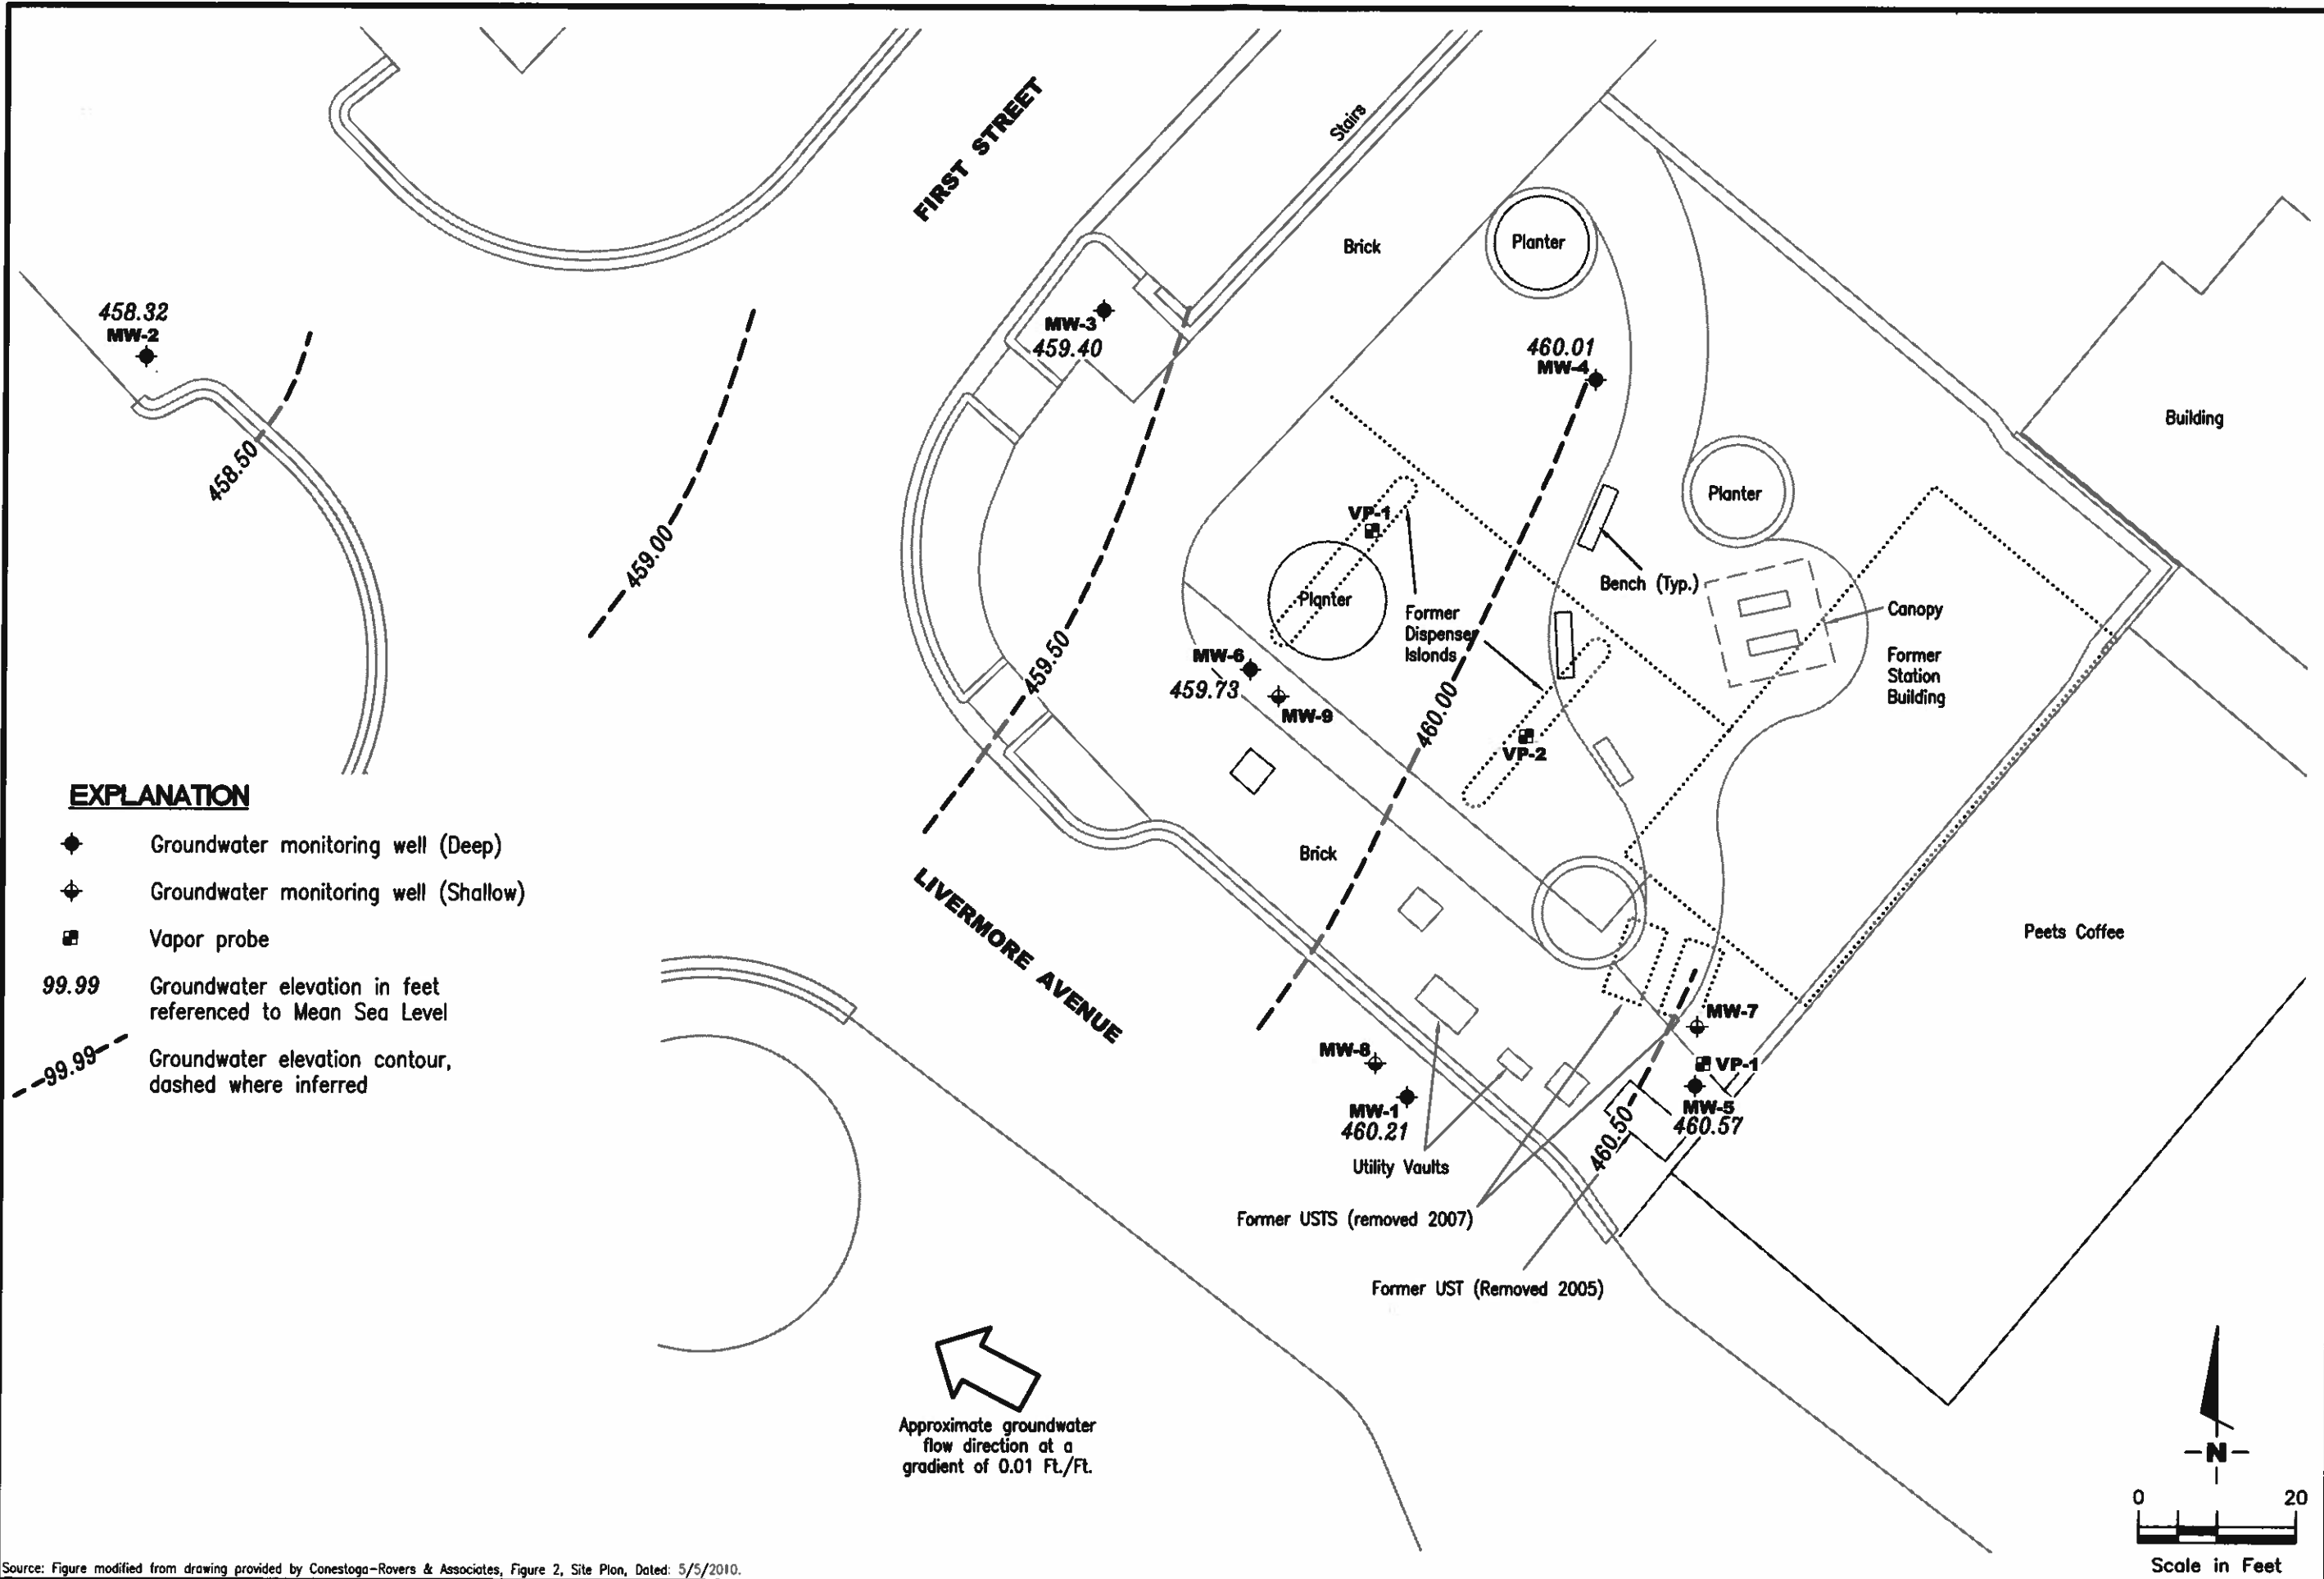 FIRST STREET
Stairs
Brick
Planter
458.32
MW-2
MW-3
459.40
460.01
MW-4
Building
458.50
459.00
Planter
VP-1
Bench (Typ.)
Planter
Former
Dispenser
Islands
Canopy
Former
Station
Building
459.50
MW-6
459.73
MW-9
460.00
VP-2
EXPLANATION
Groundwater monitoring well (Deep)
Groundwater monitoring well (Shallow)
Vapor probe
99.99 Groundwater elevation in feet
referenced to Mean Sea Level
99.99 Groundwater elevation contour,
dashed where inferred
Brick
LIVERMORE AVENUE
Peets Coffee
MW-7
MW-8
VP-1
MW-1
460.21
MW-5
460.57
460.50
Utility Vaults
Former USTS (removed 2007)
Former UST (Removed 2005)
Approximate groundwater
flow direction at a
gradient of 0.01 Ft./Ft.
-N-
0 20
Scale in Feet
Source: Figure modified from drawing provided by Conestoga-Rovers & Associates, Figure 2, Site Plan, Dated: 5/5/2010.